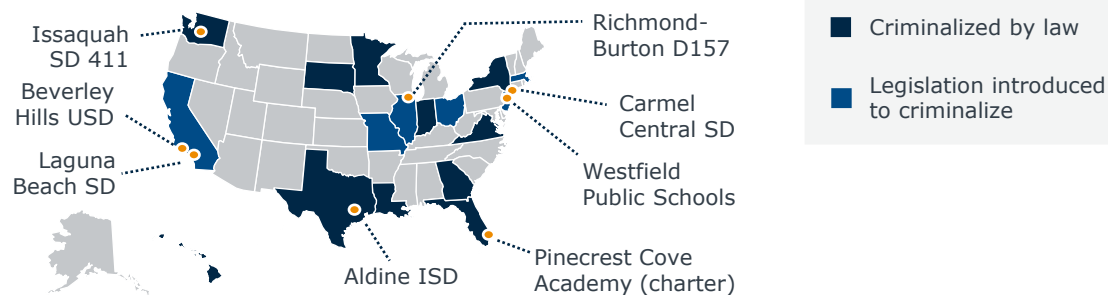 Issaquah
SD 411
Beverley
Hills USD
Laguna
Beach SD
Richmond-
Burton D157
Carmel
Central SD
Westfield
Public Schools
Pinecrest Cove
Academy (charter)
Aldine ISD
Criminalized by law
Legislation introduced
to criminalize